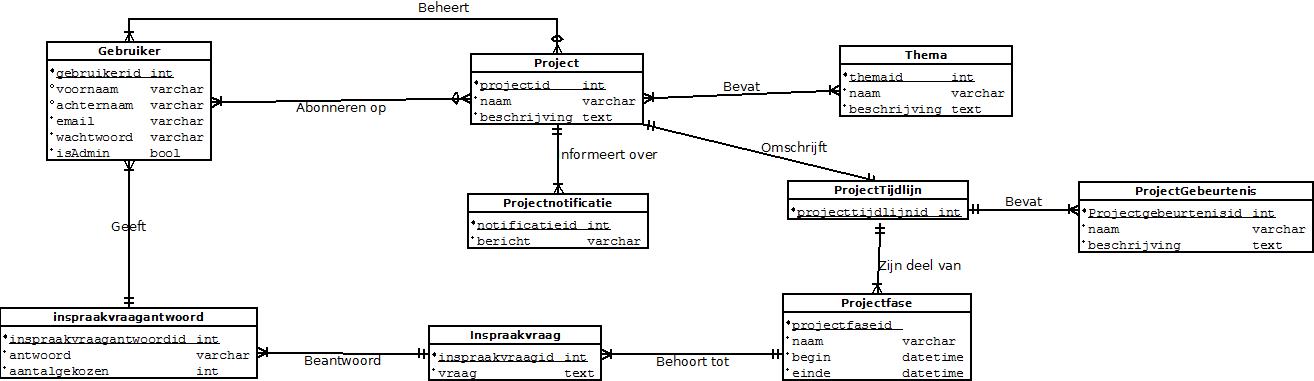 Beheert
Gebruiker
gebruikerid int
voornaam varchar
achternaam varchar
email varchar
wachtwoord varchar
isAdmin bool
Abonneren op
Project
projectid int
naam varchar
beschrijving text
Bevat
Thema
themaid int
naam varchar
beschrijving text
nformeert over
Omschrijft
Projectnotificatie
notificatieid int
bericht varchar
ProjectTijdlijn
projecttijdlijnid int
Bevat
ProjectGebeurtenis
Projectgebeurtenisid int
naam varchar
beschrijving text
Geeft
Zijn deel van
inspraakvraagantwoord
inspraakvraagantwoordid int
antwoord varchar
aantalgekozen int
Beantwoord
Inspraakvraag
inspraakvraagid int
vraag text
Behoort tot
Projectfase
projectfaseid
naam varchar
begin datetime
einde datetime